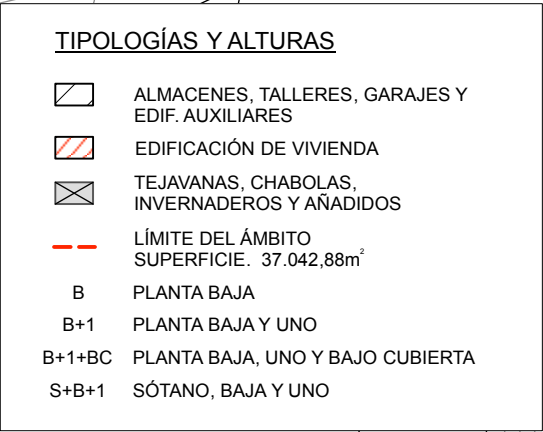 TIPOLOGÍAS Y ALTURAS
ALMACENES, TALLERES, GARAJES Y
EDIF. AUXILIARES
EDIFICACIÓN DE VIVIENDA
TEJAVANAS, CHABOLAS,
INVERNADEROS Y AÑADIDOS
LÍMITE DEL ÁMBITO
SUPERFICIE. 37.042,88m²
B PLANTA BAJA
B+1 PLANTA BAJA Y UNO
B+1+BC PLANTA BAJA, UNO Y BAJO CUBIERTA
S+B+1 SÓTANO, BAJA Y UNO